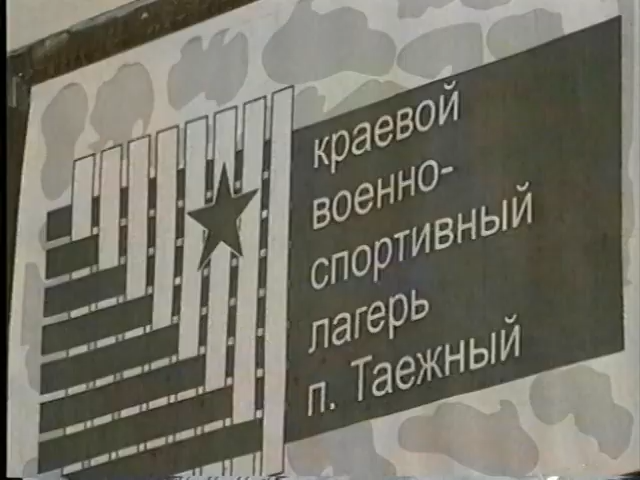 краевой
военно-
спортивный
лагерь
п. Таежный